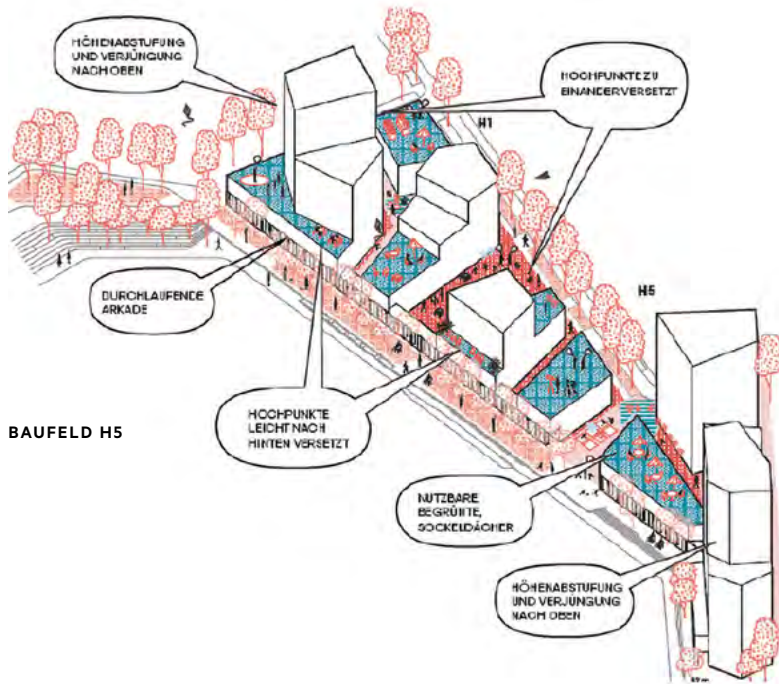 HÖHENABSTUFUNG
UND VERJÜNGUNG
NACH OBEN
HOCHPUNKTE ZU
EINANDER VERSETZT
H1
DURCHLAUFENDE
ARKADE
H5
HOCHPUNKTE
LEICHT NACH
HINTEN VERSETZT
BAUFELD H5
NUTZBARE
BEGRÜNTE,
SOCKELDÄCHER
HÖHENABSTUFUNG
UND VERJÜNGUNG
NACH OBEN